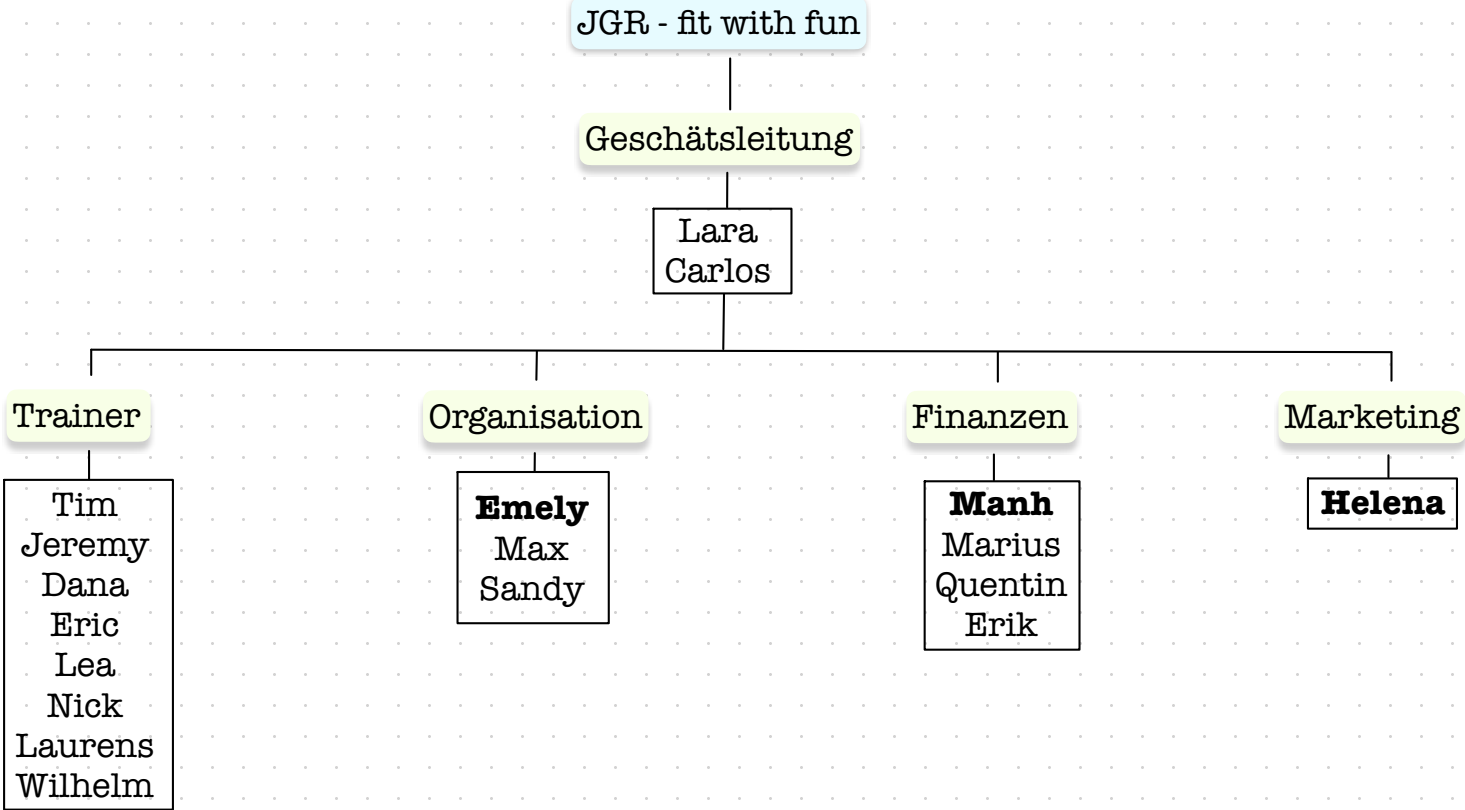 JGR - fit with fun
Geschätsleitung
Lara
Carlos
Trainer
Tim
Jeremy
Dana
Eric
Lea
Nick
Laurens
Wilhelm
Organisation
Emely
Max
Sandy
Finanzen
Manh
Marius
Quentin
Erik
Marketing
Helena